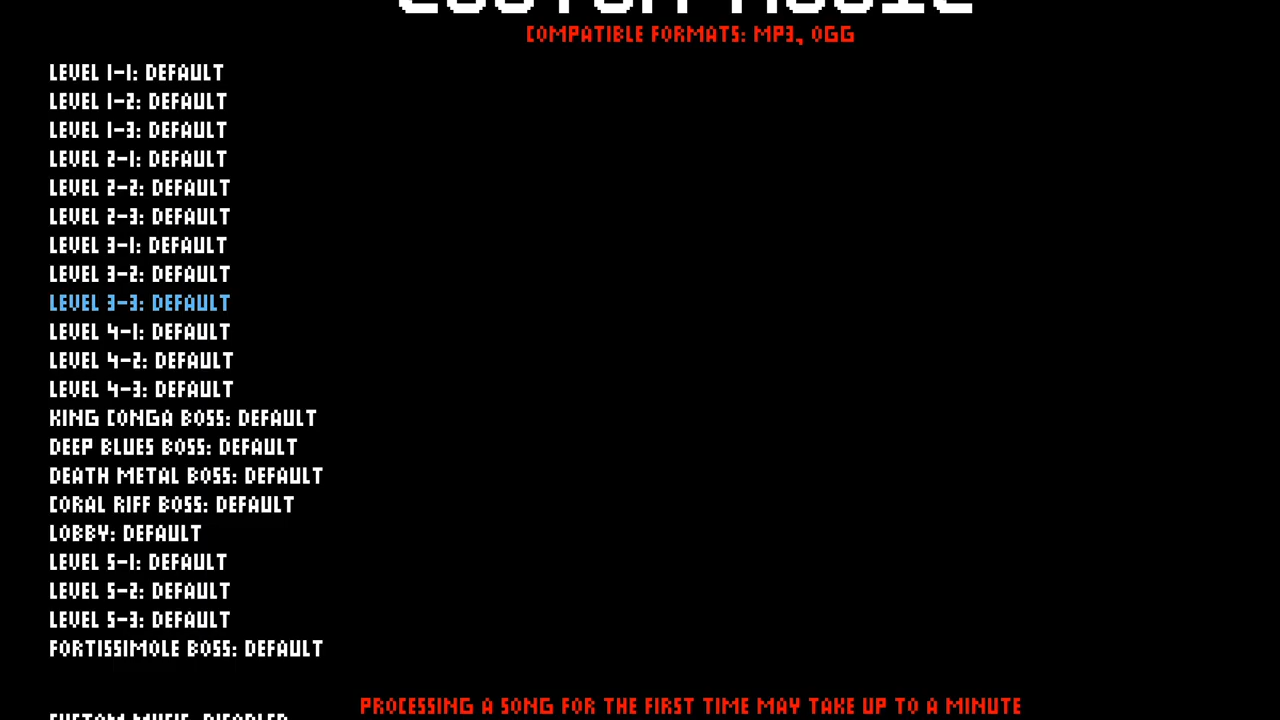 CUSTOM MUSIC
COMPATIBLE FORMATS: MP3, OGG
LEVEL 1-1: DEFAULT
LEVEL 1-2: DEFAULT
LEVEL 1-3: DEFAULT
LEVEL 2-1: DEFAULT
LEVEL 2-2: DEFAULT
LEVEL 2-3: DEFAULT
LEVEL 3-1: DEFAULT
LEVEL 3-2: DEFAULT
LEVEL 3-3: DEFAULT
LEVEL 4-1: DEFAULT
LEVEL 4-2: DEFAULT
LEVEL 4-3: DEFAULT
KING CONGA BOSS: DEFAULT
DEEP BLUES BOSS: DEFAULT
DEATH METAL BOSS: DEFAULT
CORAL RIFF BOSS: DEFAULT
LOBBY: DEFAULT
LEVEL 5-1: DEFAULT
LEVEL 5-2: DEFAULT
LEVEL 5-3: DEFAULT
FORTISSIMOLE BOSS: DEFAULT
PROCESSING A SONG FOR THE FIRST TIME MAY TAKE UP TO A MINUTE
CUSTOM MUSIC: DISABLED